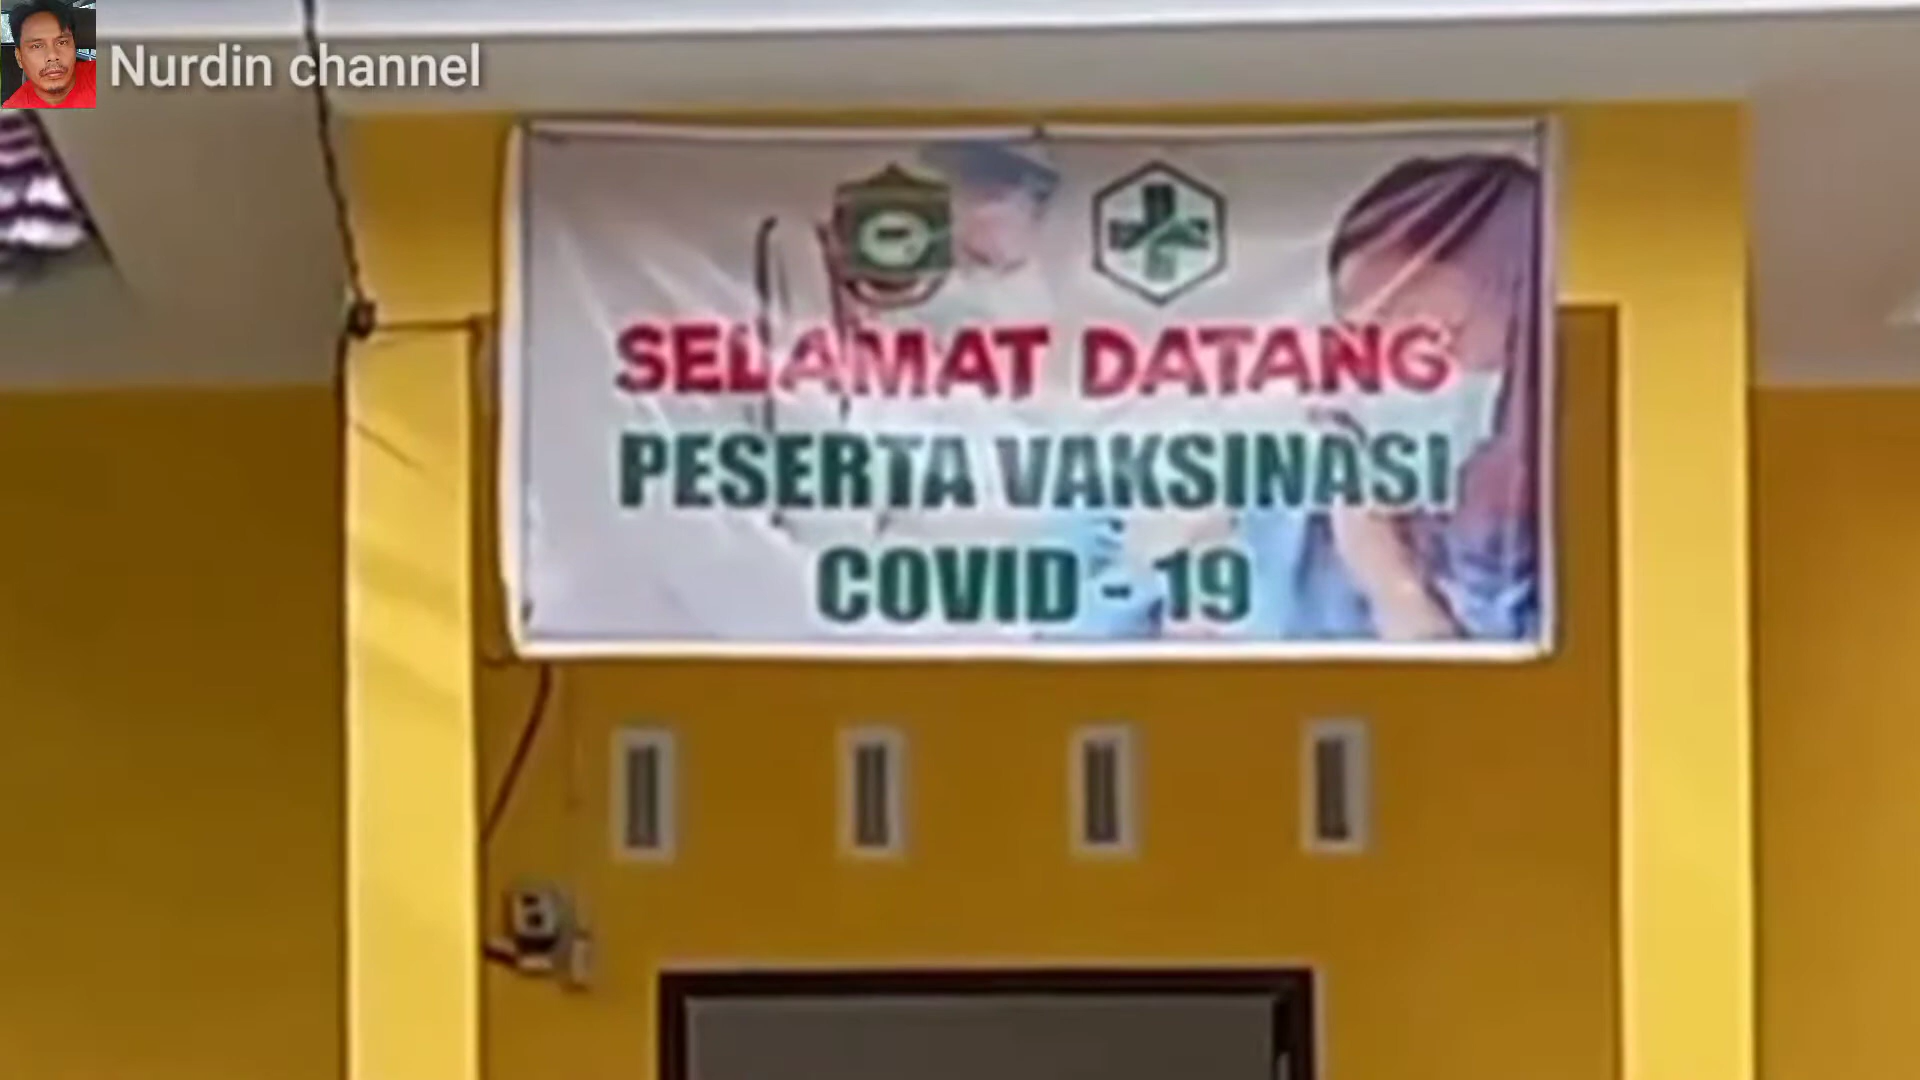 Nurdin channel
SELAMAT DATANG
PESERTA VAKSINASI
COVID - 19